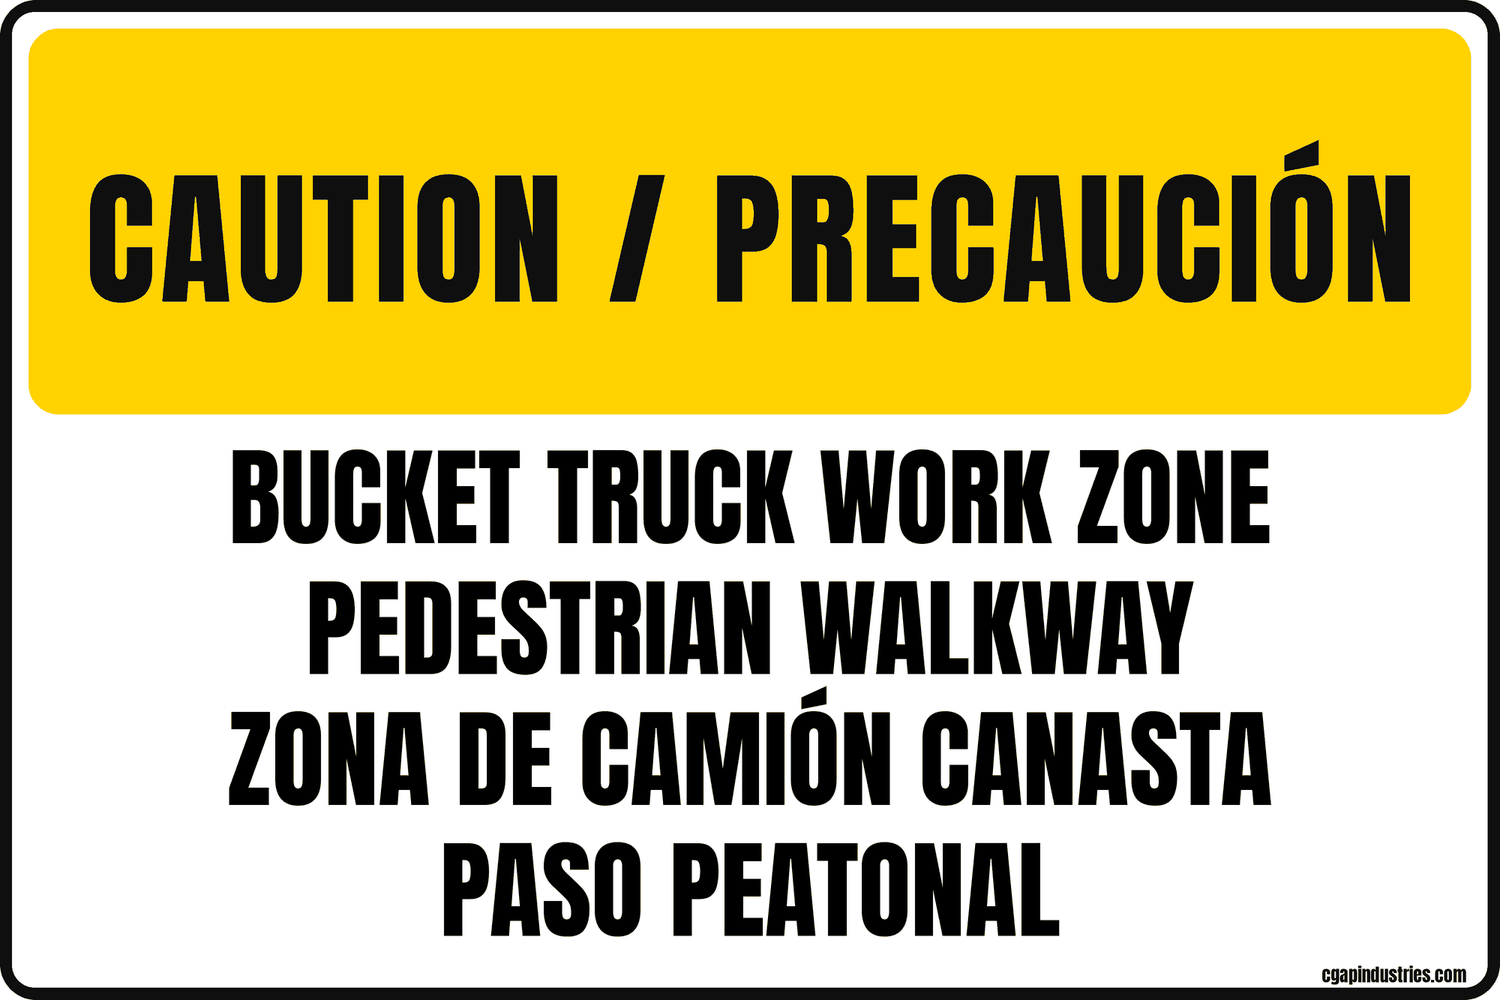 CAUTION / PRECAUCIÓN
BUCKET TRUCK WORK ZONE
PEDESTRIAN WALKWAY
ZONA DE CAMIÓN CANASTA
PASO PEATONAL
cgapindustries.com